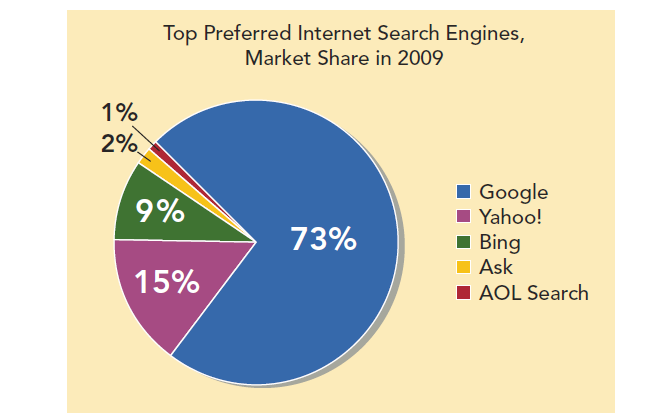 Top Preferred Internet Search Engines,
Market Share in 2009
1%
2%
9%
73%
15%
Google
Yahoo!
Bing
Ask
AOL Search